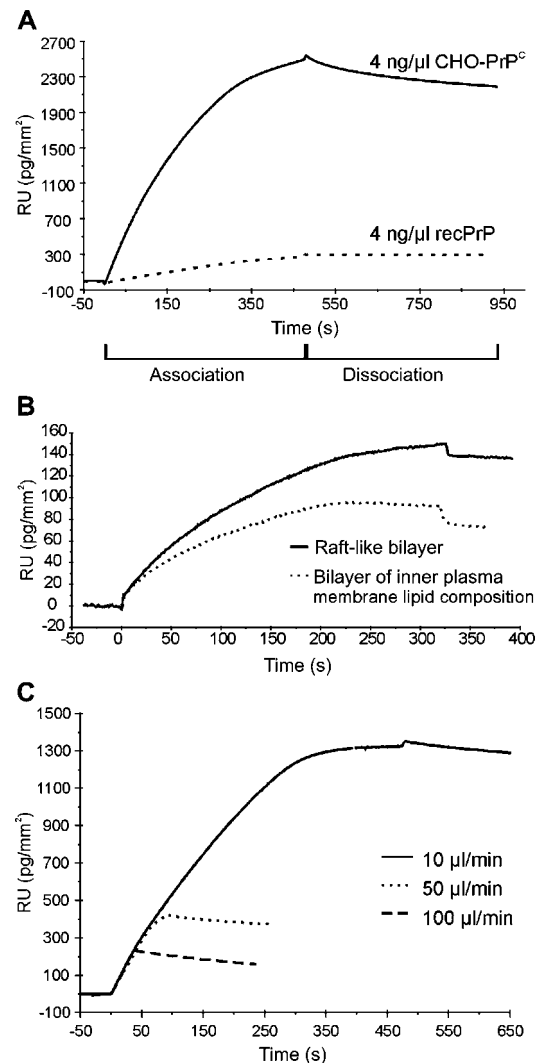 A
2700
2300
1900
1500
1100
700
300
-100
RU (pg/mm²)
4 ng/µl CHO-PrPᶜ
4 ng/µl recPrP
-50 150 350 550 750 950
Time (s)
Association Dissociation
B
160
140
120
100
80
60
40
20
0
-20
RU (pg/mm²)
Raft-like bilayer
Bilayer of inner plasma
membrane lipid composition
-50 0 50 100 150 200 250 300 350 400
Time (s)
C
1500
1300
1100
900
700
500
300
100
-100
RU (pg/mm²)
10 µl/min
50 µl/min
100 µl/min
-50 50 150 250 350 450 550 650
Time (s)